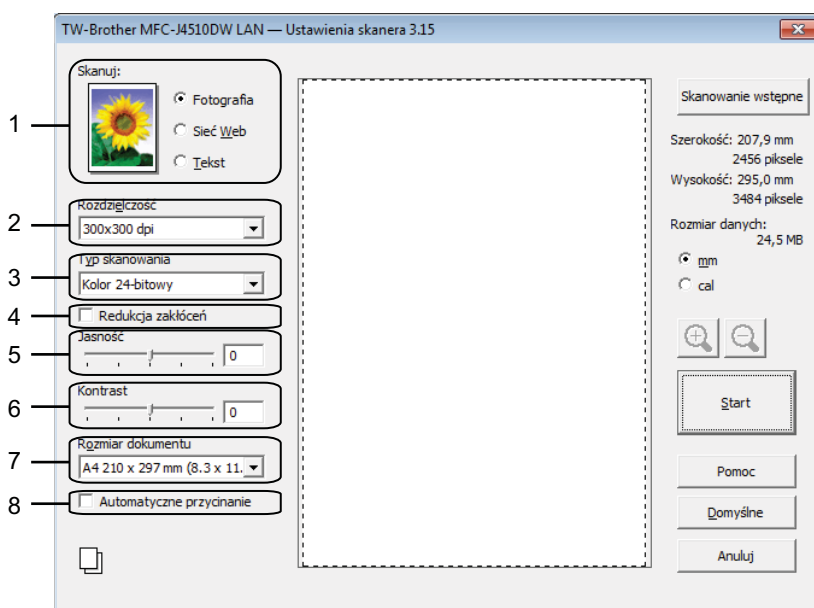 TW-Brother MFC-J4510DW LAN — Ustawienia skanera 3.15
1
Skanuj:
Fotografia
Sieć Web
Tekst
2
Rozdzielczość
300x300 dpi
3
Typ skanowania
Kolor 24-bitowy
4
Redukcja zakłóceń
5
Jasność
0
6
Kontrast
0
7
Rozmiar dokumentu
A4 210 x 297 mm (8.3 x 11.
8
Automatyczne przycinanie
Skanowanie wstępne
Szerokość: 207,9 mm
2456 piksele
Wysokość: 295,0 mm
3484 piksele
Rozmiar danych:
24,5 MB
mm
cal
Start
Pomoc
Domyślne
Anuluj